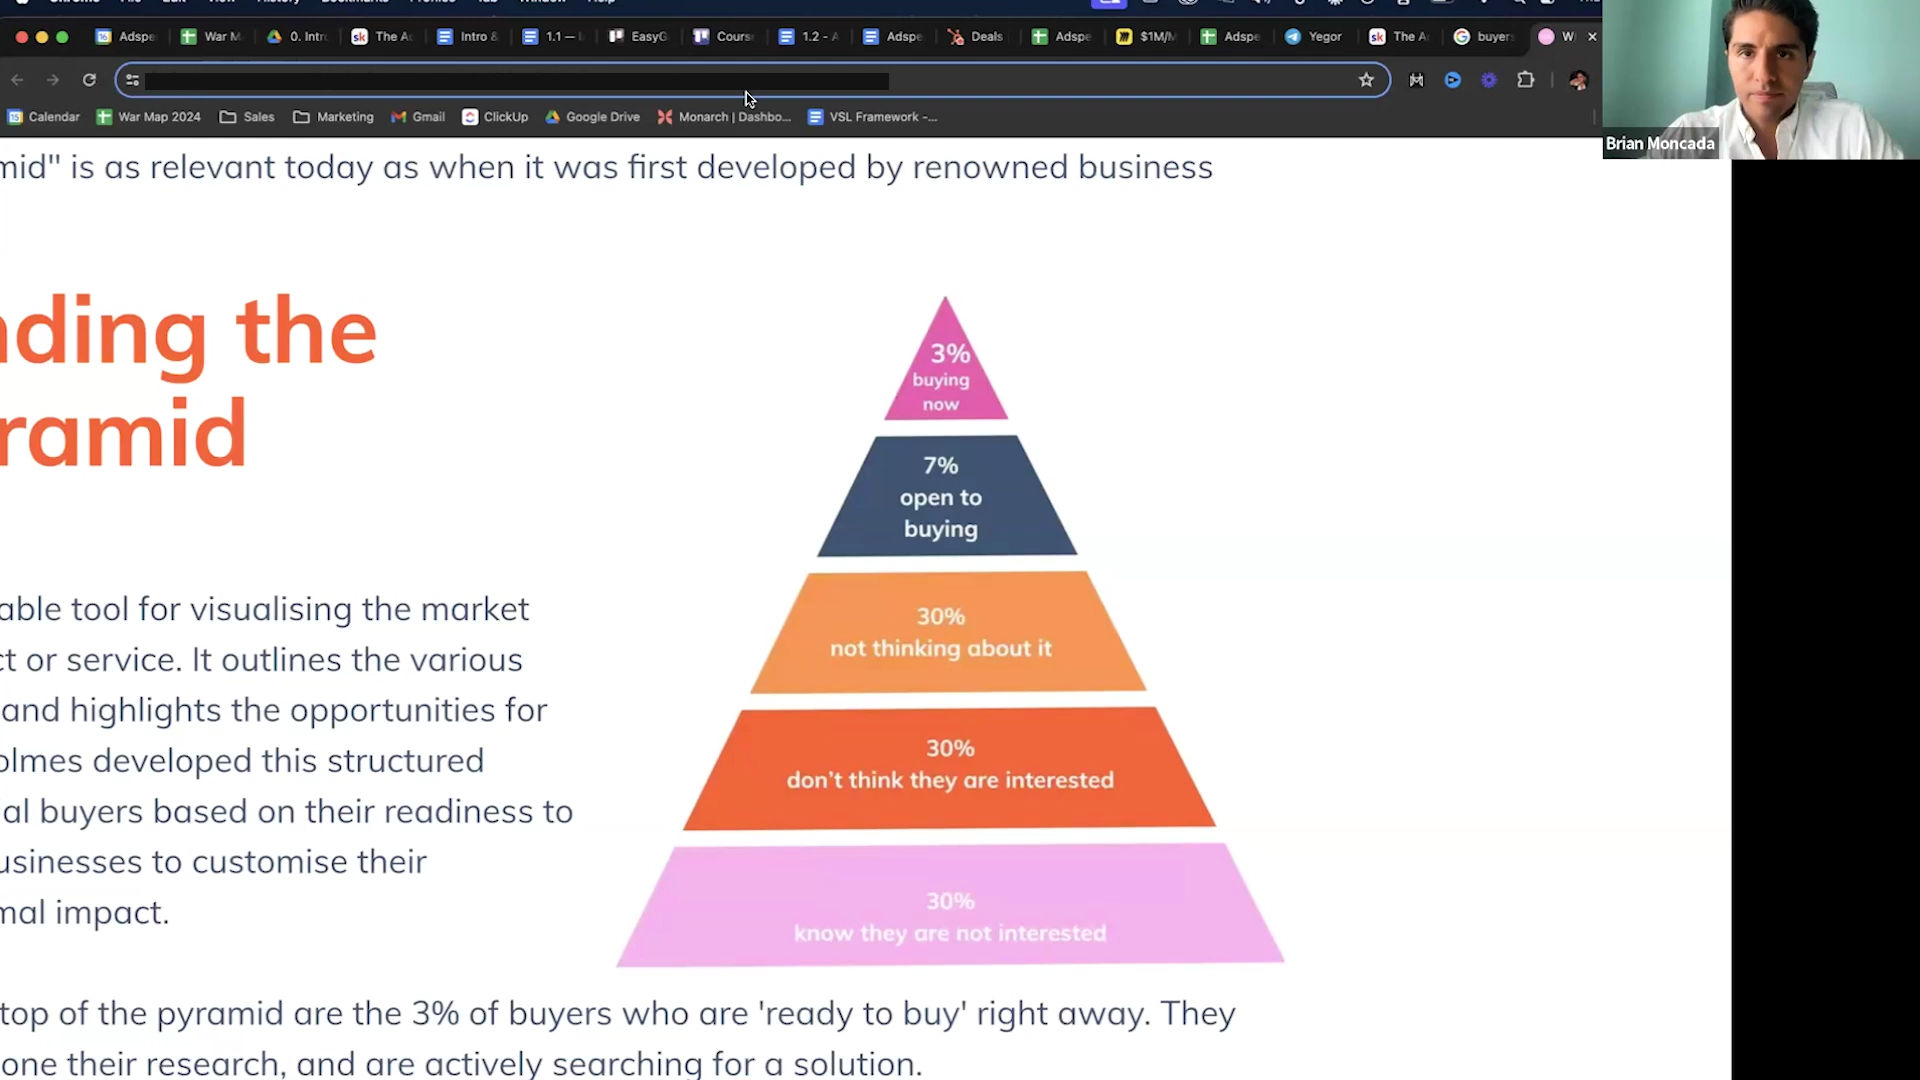 Adspe
War M
0. Intr
The A
Intro &
1.1 —
EasyG
Cours
1.2 - A
Adspe
Deals
Adspe
$1M/M
Adspe
Yegor
The A
buyer
W
Calendar
War Map 2024
Sales
Marketing
Gmail
ClickUp
Google Drive
Monarch | Dashbo...
VSL Framework -...
Brian Moncada
mid" is as relevant today as when it was first developed by renowned business
nding the
ramid
able tool for visualising the market
ct or service. It outlines the various
and highlights the opportunities for
olmes developed this structured
ial buyers based on their readiness to
usinesses to customise their
mal impact.
3%
buying
now
7%
open to
buying
30%
not thinking about it
30%
don't think they are interested
30%
know they are not interested
top of the pyramid are the 3% of buyers who are 'ready to buy' right away. They
one their research, and are actively searching for a solution.